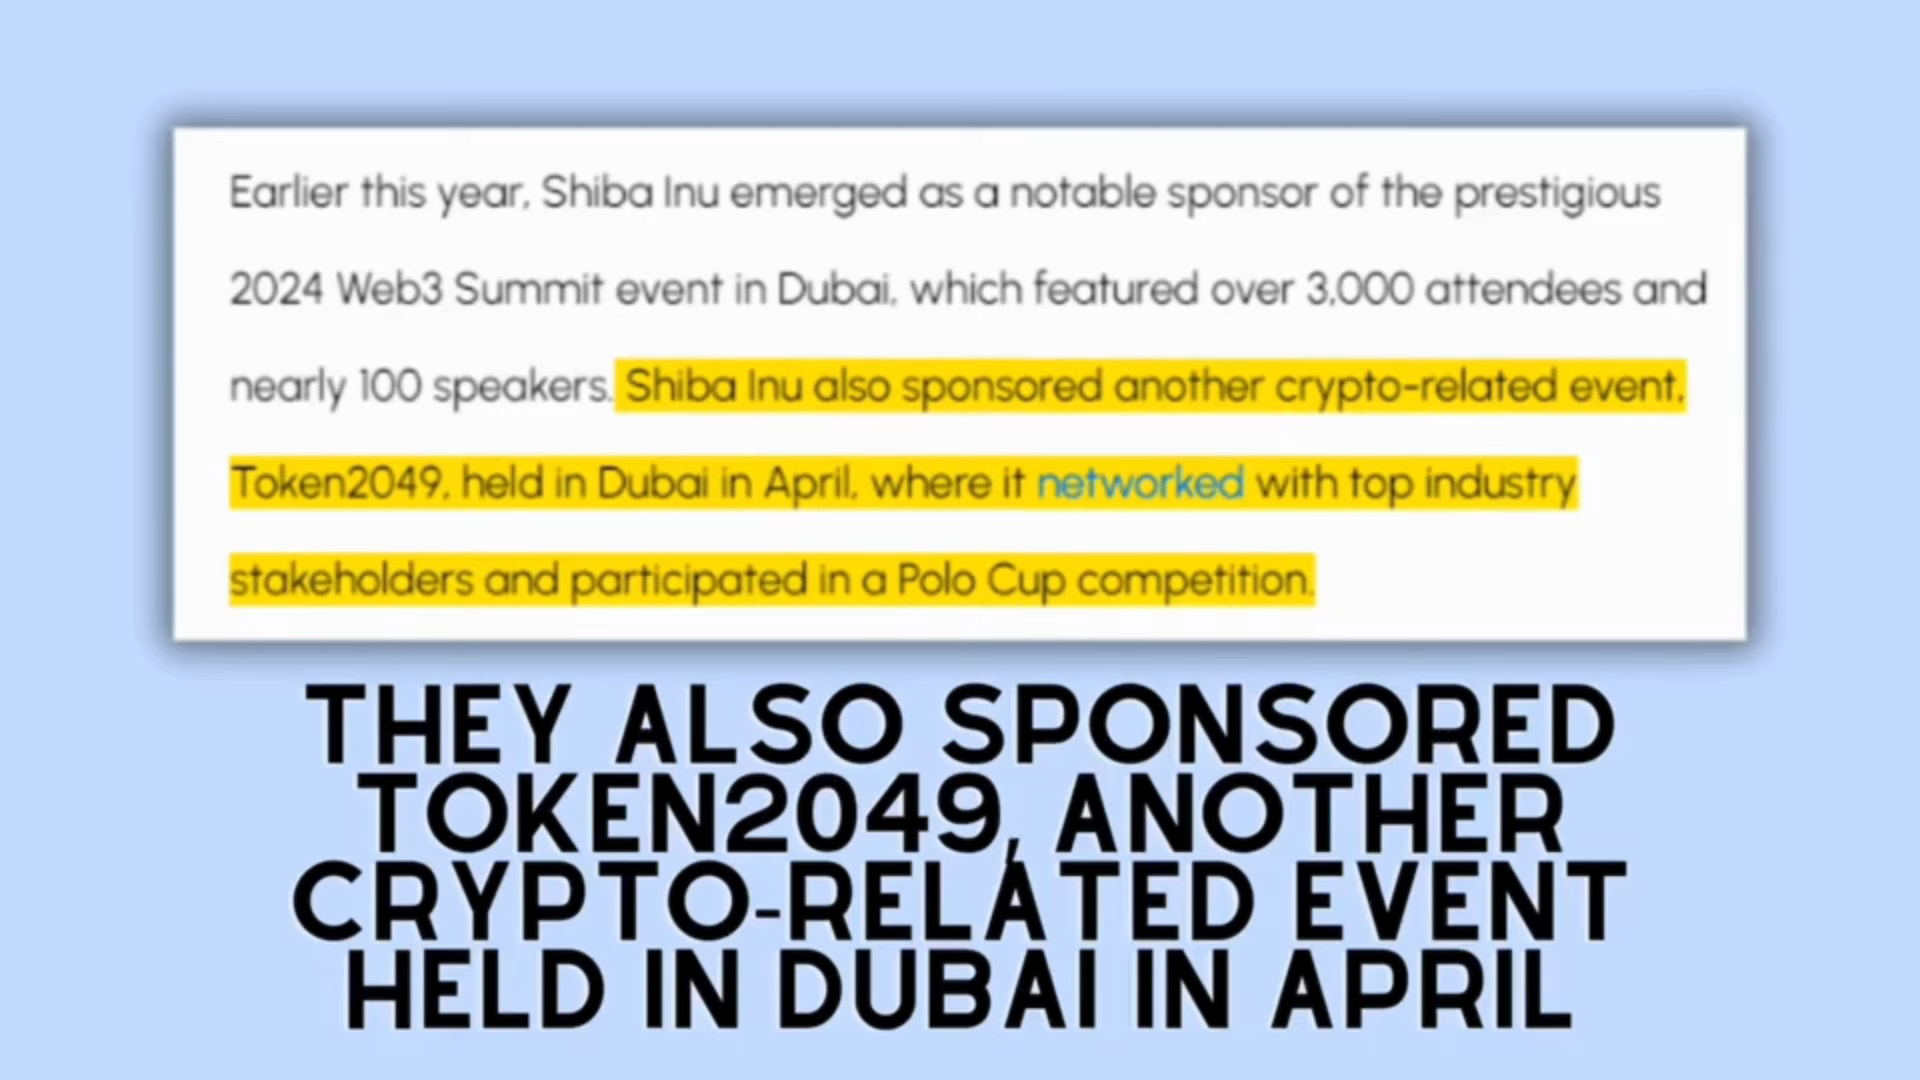 Earlier this year, Shiba Inu emerged as a notable sponsor of the prestigious
2024 Web3 Summit event in Dubai, which featured over 3,000 attendees and
nearly 100 speakers. Shiba Inu also sponsored another crypto-related event,
Token2049, held in Dubai in April, where it networked with top industry
stakeholders and participated in a Polo Cup competition.
THEY ALSO SPONSORED
TOKEN2049, ANOTHER
CRYPTO-RELATED EVENT
HELD IN DUBAI IN APRIL